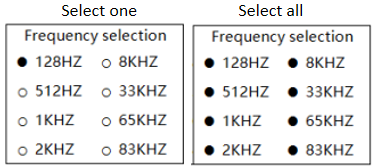 Select one Select all
Frequency selection Frequency selection
128HZ 8KHZ 128HZ 8KHZ
512HZ 33KHZ 512HZ 33KHZ
1KHZ 65KHZ 1KHZ 65KHZ
2KHZ 83KHZ 2KHZ 83KHZ